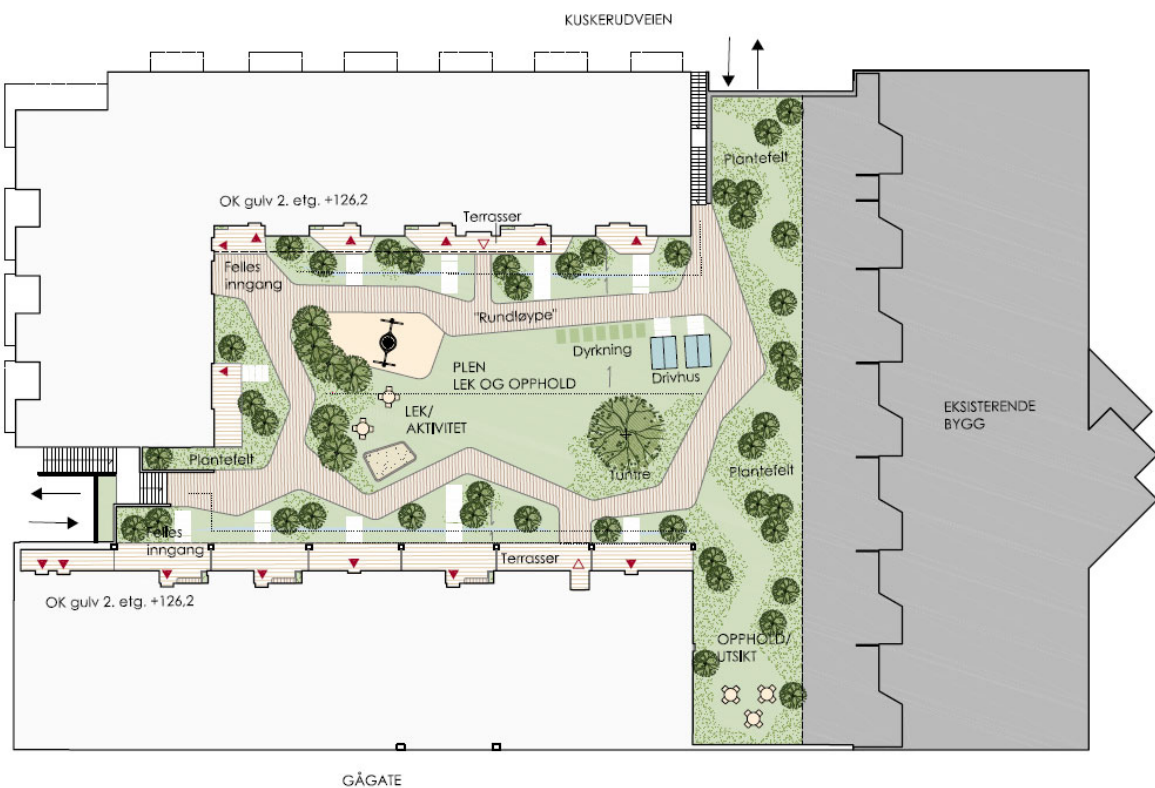 KUSKERUDVEIEN
Plantefelt
OK gulv 2. etg. +126,2
Terrasser
Felles
inngang
"Rundløype"
Dyrkning
PLEN
LEK OG OPPHOLD
Drivhus
LEK/
AKTIVITET
EKSISTERENDE
BYGG
Plantefelt
Tuntre
Plantefelt
Felles
inngang
Terrasser
OK gulv 2. etg. +126,2
OPPHOLD/
UTSIKT
GÅGATE